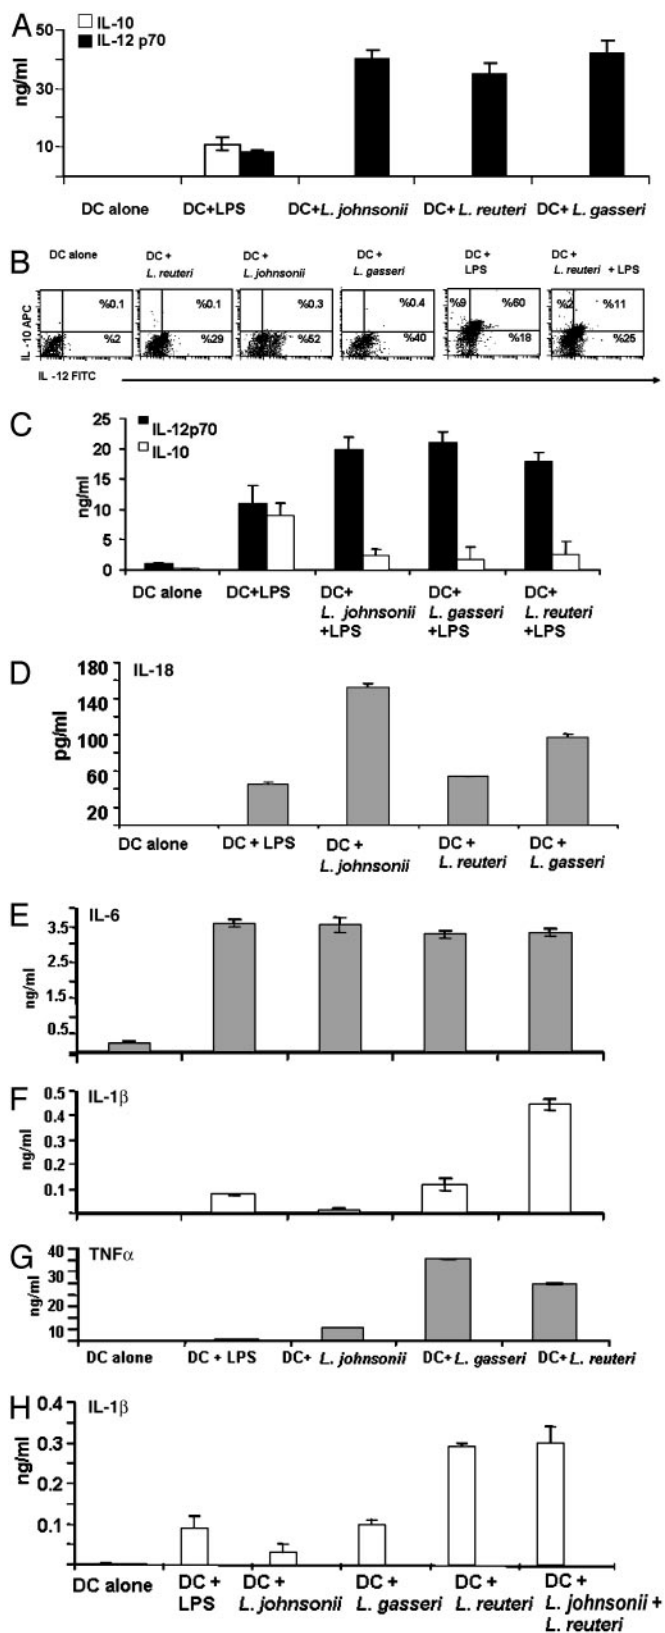 A
IL-10
IL-12 p70
ng/ml
50
30
10
DC alone
DC+LPS
DC+L. johnsonii
DC+ L. reuteri
DC+ L. gasseri
B
DC alone
DC +
L. reuteri
DC +
L. johnsonii
DC +
L. gasseri
DC +
LPS
DC +
L. reuteri + LPS
IL -10 APC
%0.1
%2
%0.1
%29
%0.3
%52
%0.4
%40
%9
%60
%18
%2
%11
%25
IL -12 FITC
C
IL-12p70
IL-10
ng/ml
25
20
15
10
5
0
DC alone
DC+LPS
DC+
L. johnsonii
+LPS
DC+
L. gasseri
+LPS
DC+
L. reuteri
+LPS
D
IL-18
pg/ml
180
140
100
60
20
DC alone
DC + LPS
DC +
L. johnsonii
DC +
L. reuteri
DC +
L. gasseri
E
IL-6
ng/ml
3.5
2.5
1.5
0.5
F
IL-1β
ng/ml
0.5
0.4
0.3
0.2
0.1
G
TNFα
ng/ml
40
30
20
10
DC alone
DC + LPS
DC+ L. johnsonii
DC+ L. gasseri
DC+ L. reuteri
H
IL-1β
ng/ml
0.4
0.3
0.2
0.1
DC alone
DC +
LPS
DC +
L. johnsonii
DC +
L. gasseri
DC +
L. reuteri
DC +
L. johnsonii +
L. reuteri